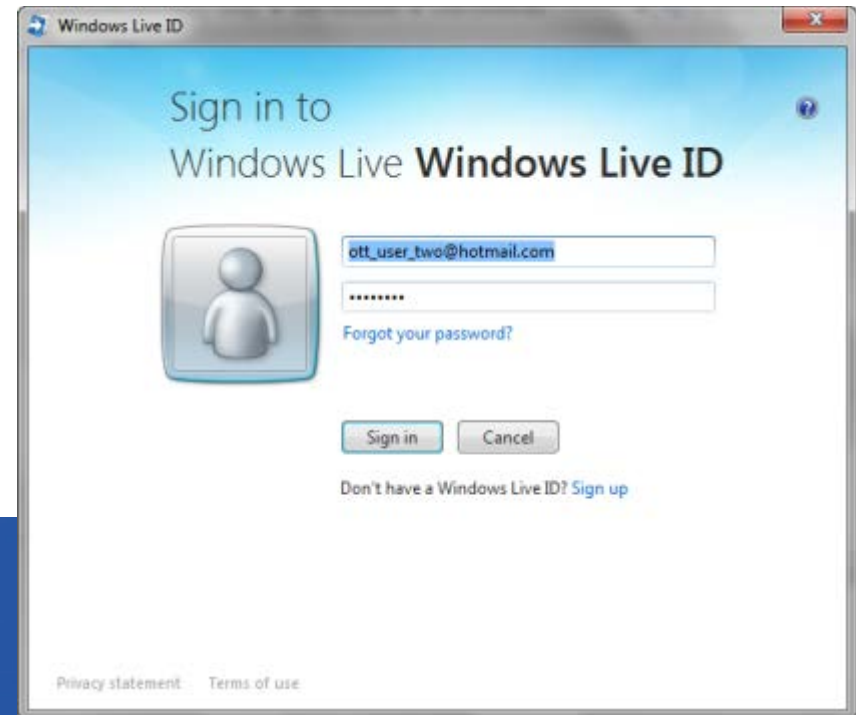 Windows Live ID
Sign in to
Windows Live Windows Live ID
ott_user_two@hotmail.com
••••••••
Forgot your password?
Sign in Cancel
Don't have a Windows Live ID? Sign up
Privacy statement Terms of use